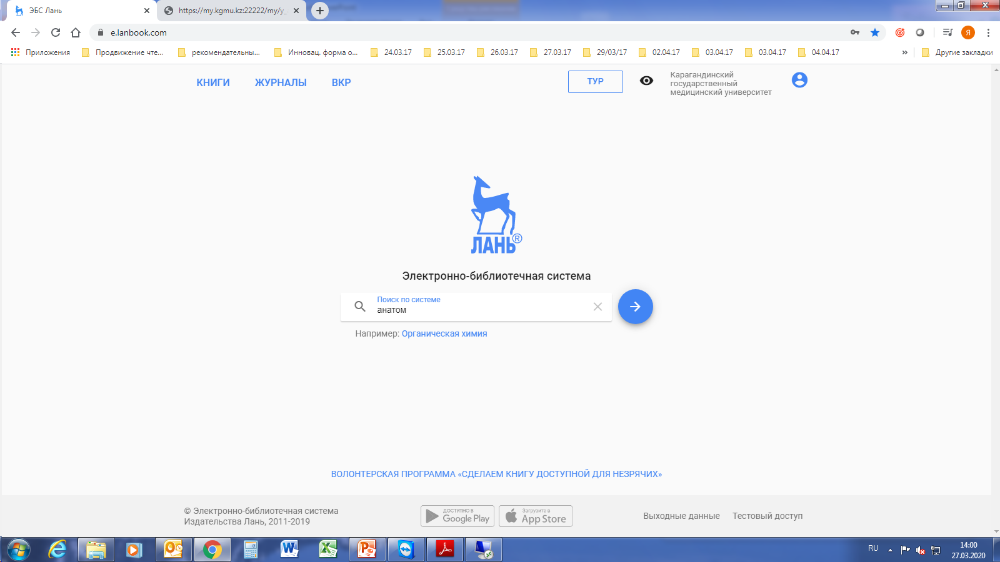 ЭБС Лань
https://my.kgmu.kz:22222/my/y_
e.lanbook.com
Я
Приложения
Продвижение чте...
рекомендательны...
Инновац. форма о...
24.03.17
25.03.17
26.03.17
27.03.17
29/03/17
02.04.17
03.04.17
03.04.17
04.04.17
»
Другие закладки
КНИГИ
ЖУРНАЛЫ
ВКР
ТУР
Карагандинский
государственный
медицинский университет
ЛАНЬ®
Электронно-библиотечная система
Поиск по системе
анатом
Например: Органическая химия
ВОЛОНТЕРСКАЯ ПРОГРАММА «СДЕЛАЕМ КНИГУ ДОСТУПНОЙ ДЛЯ НЕЗРЯЧИХ»
© Электронно-библиотечная система
Издательства Лань, 2011-2019
ДОСТУПНО В
Google Play
Загрузите в
App Store
Выходные данные
Тестовый доступ
RU
14:00
27.03.2020